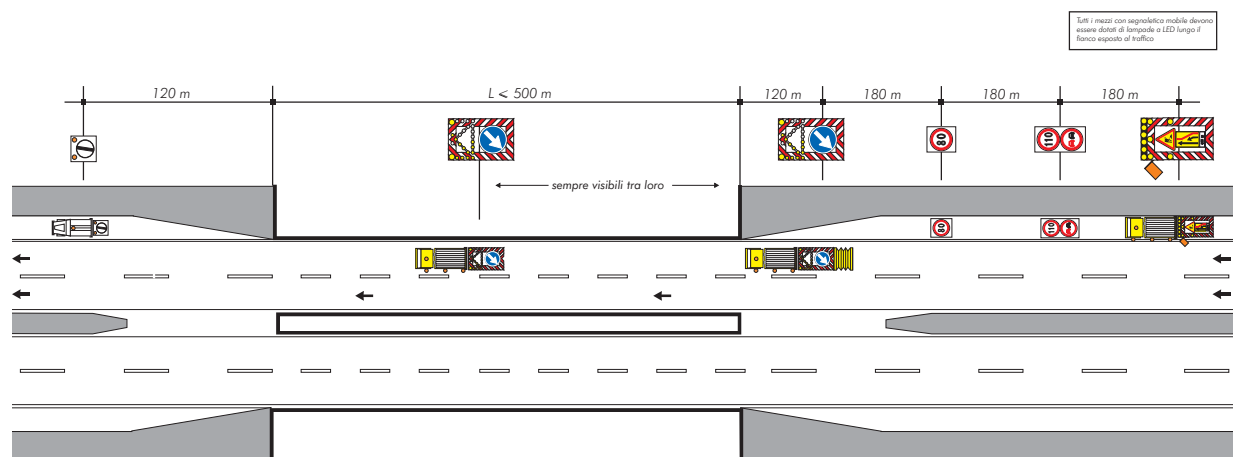 Tutti i mezzi con segnaletica mobile devono
essere dotati di lampade a LED lungo il
fianco esposto al traffico
120 m
L < 500 m
120 m
180 m
180 m
180 m
80
110
sempre visibili tra loro
80
110